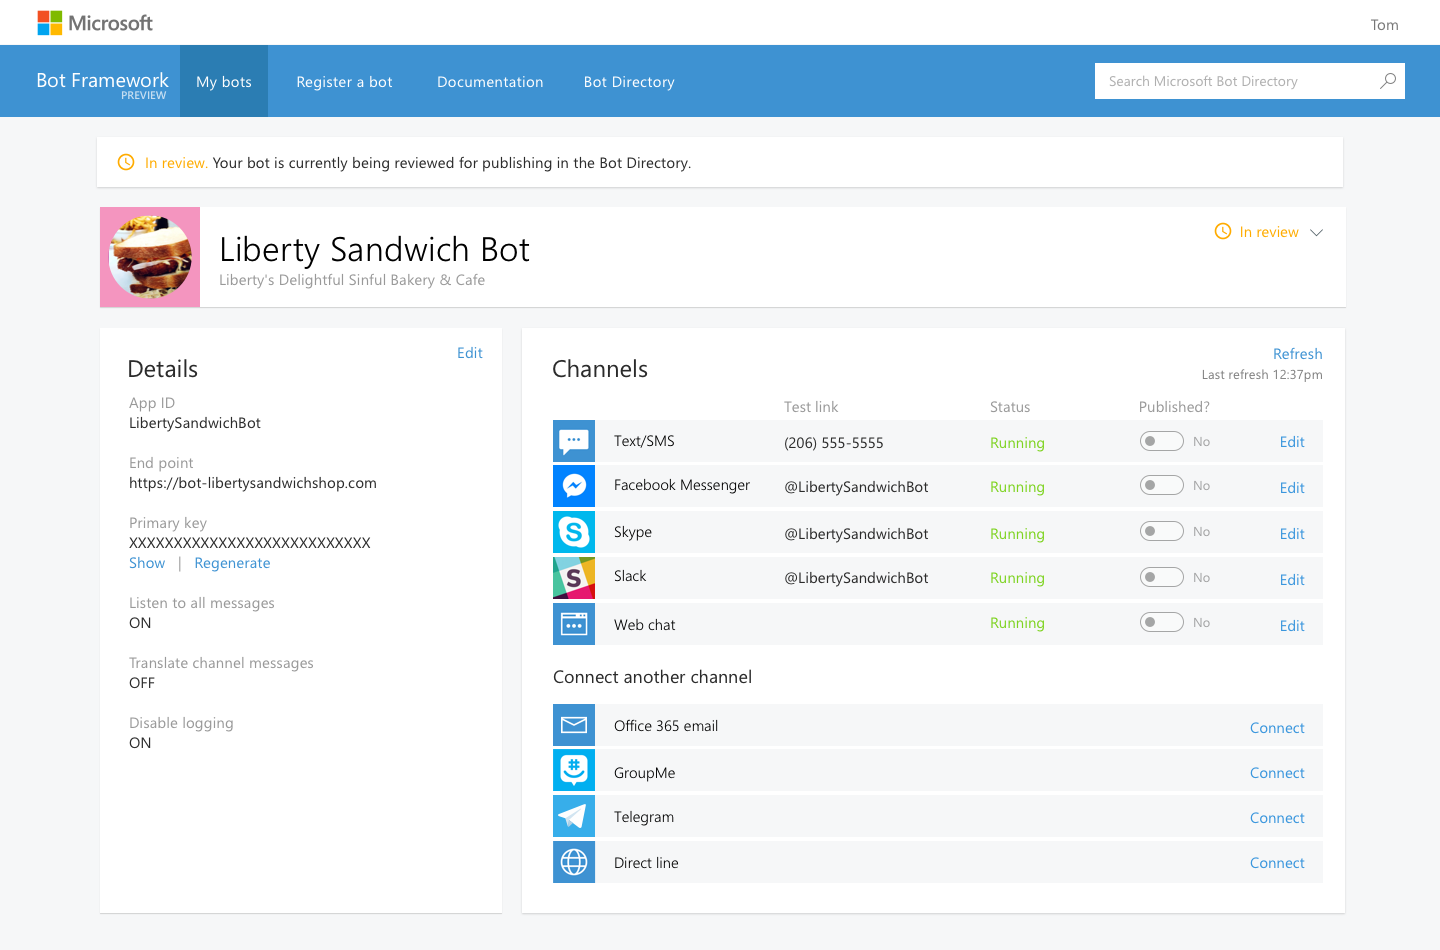 Microsoft
Tom
Bot Framework
PREVIEW
My bots
Register a bot
Documentation
Bot Directory
Search Microsoft Bot Directory
In review. Your bot is currently being reviewed for publishing in the Bot Directory.
Liberty Sandwich Bot
Liberty's Delightful Sinful Bakery & Cafe
In review
Details
Edit
App ID
LibertySandwichBot
End point
https://bot-libertysandwichshop.com
Primary key
XXXXXXXXXXXXXXXXXXXXXXXXXXX
Show | Regenerate
Listen to all messages
ON
Translate channel messages
OFF
Disable logging
ON
Channels
Refresh
Last refresh 12:37pm
Test link Status Published?
Text/SMS (206) 555-5555 Running No Edit
Facebook Messenger @LibertySandwichBot Running No Edit
Skype @LibertySandwichBot Running No Edit
Slack @LibertySandwichBot Running No Edit
Web chat Running No Edit
Connect another channel
Office 365 email Connect
GroupMe Connect
Telegram Connect
Direct line Connect